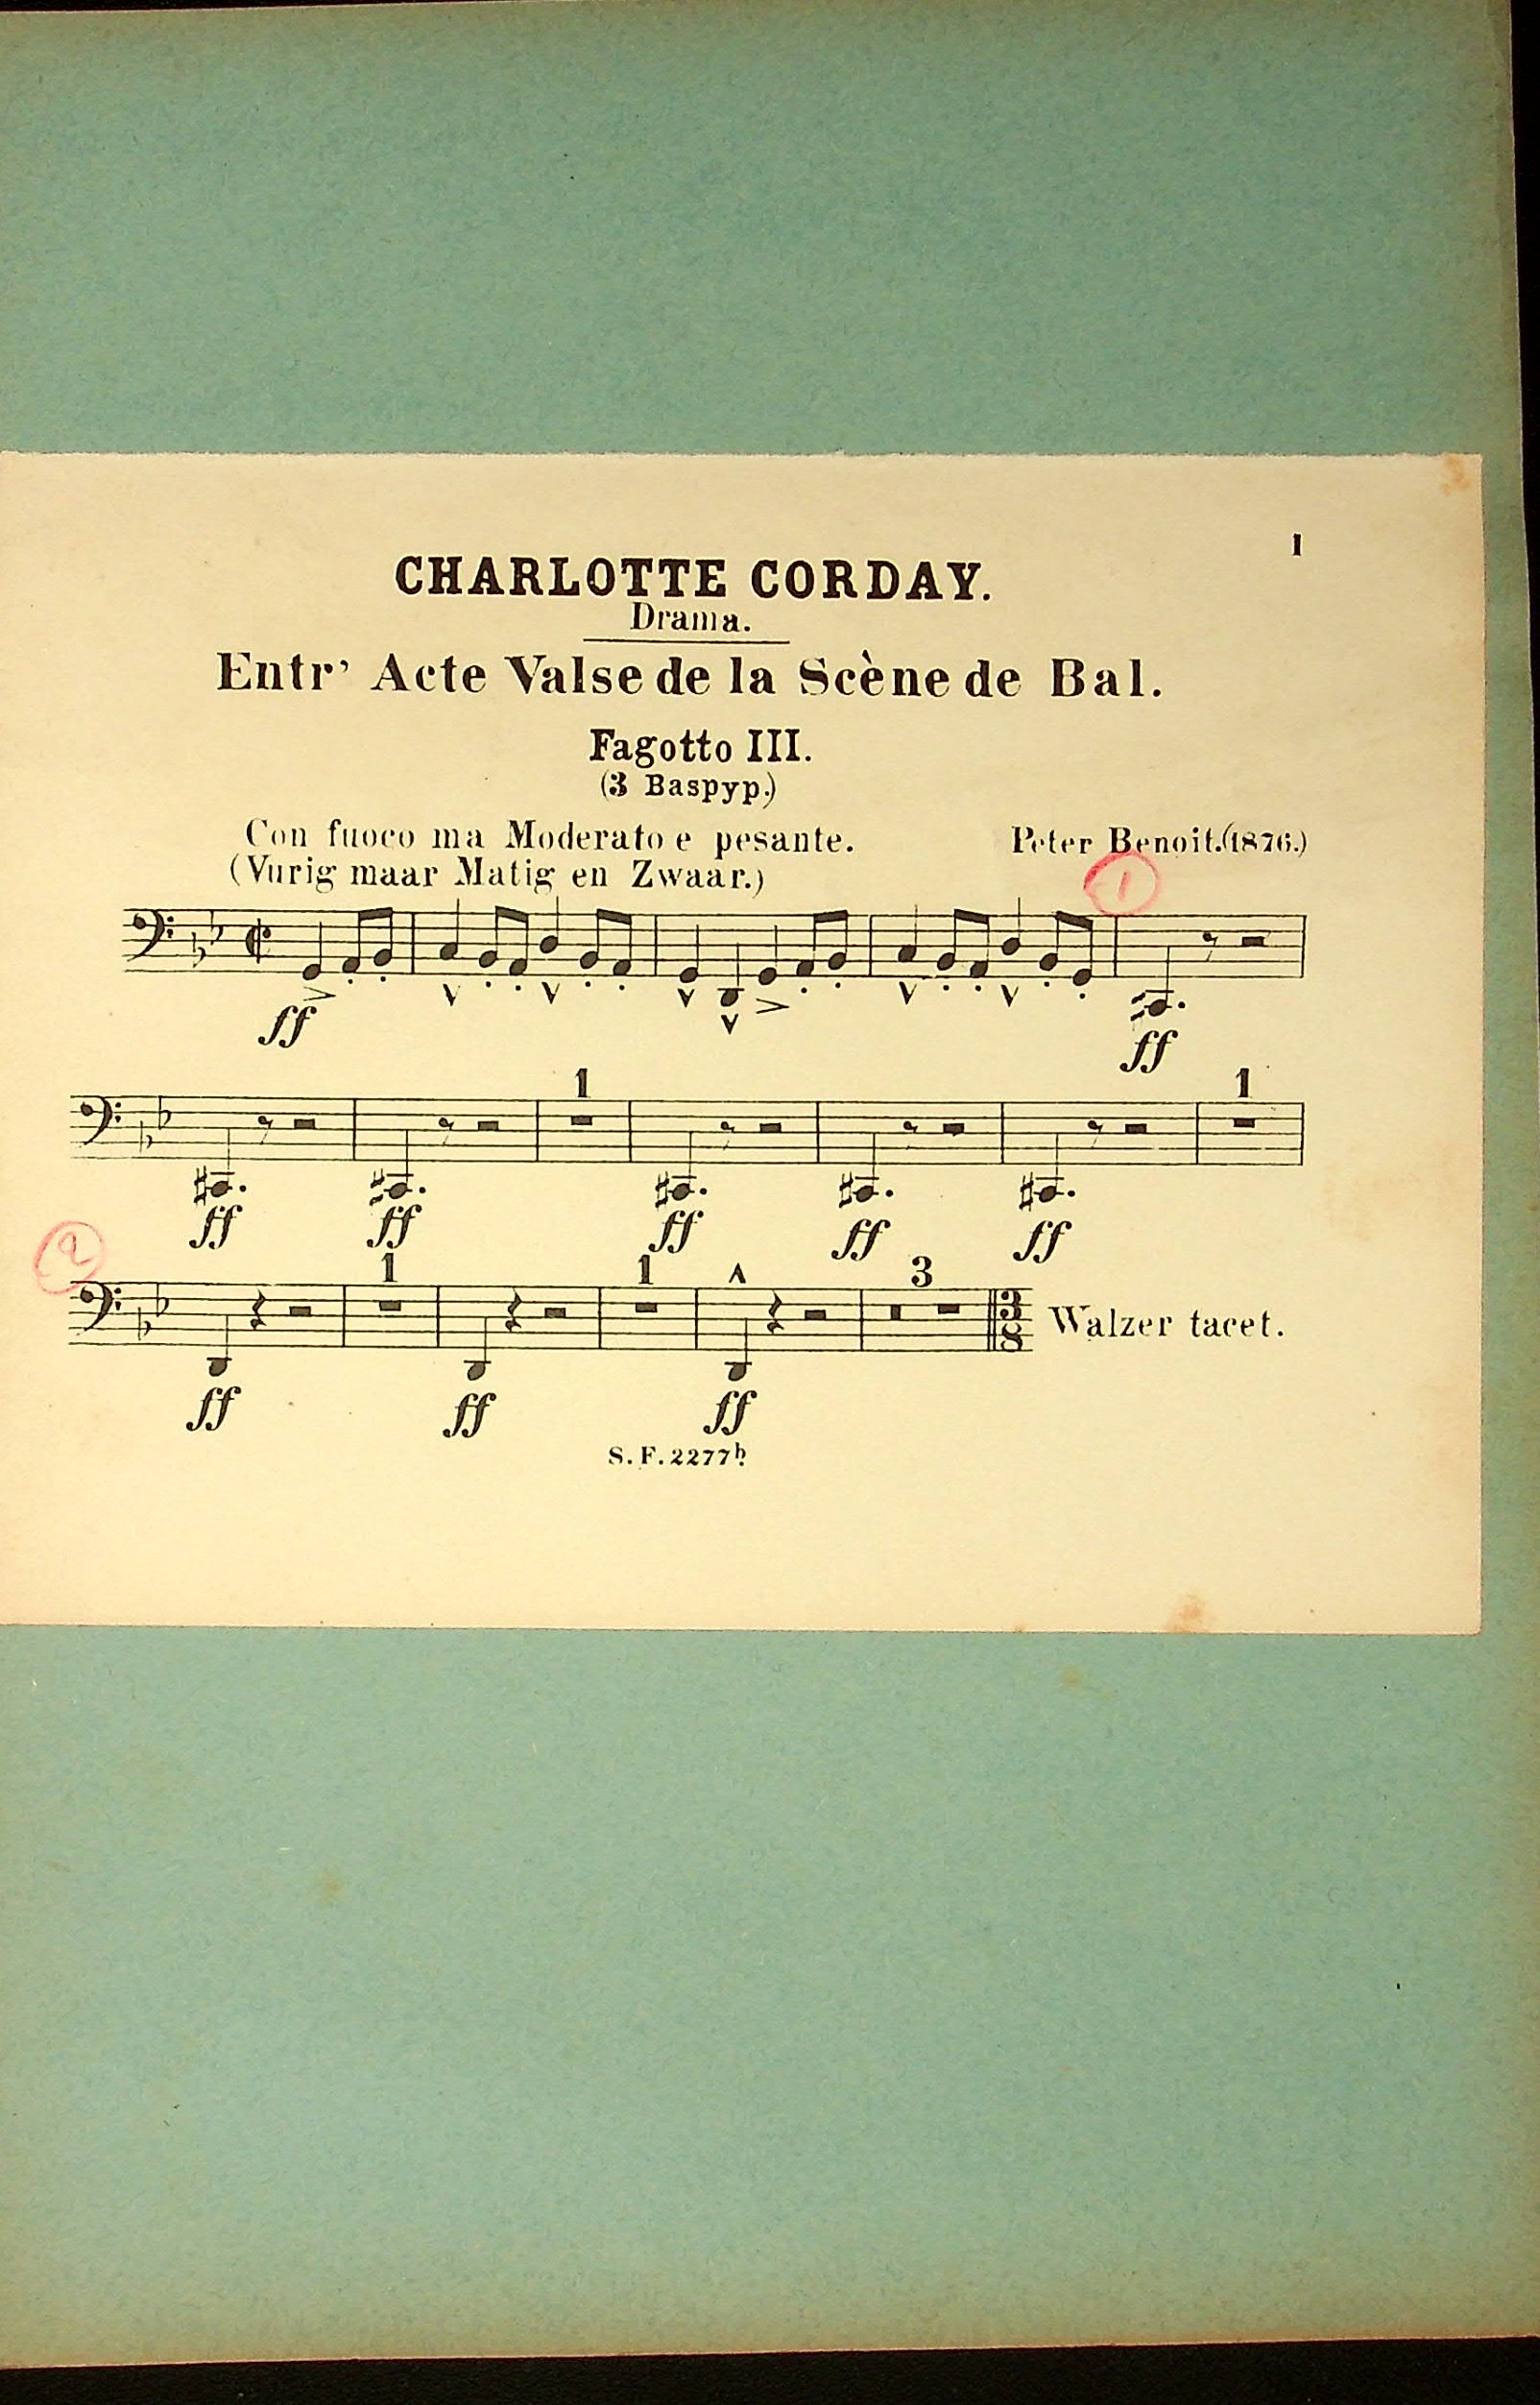 1
CHARLOTTE CORDAY.
Drama.
Entr' Acte Valse de la Scène de Bal.
Fagotto III.
(3 Baspyp.)
Con fuoco ma Moderato e pesante.
Peter Benoit. (1876.)
(Vurig maar Matig en Zwaar.)
1
ff
ff
1
1
ff
ff
ff
ff
ff
2
1
1
3
3
8
Walzer tacet.
ff
ff
ff
S. F. 2277h.